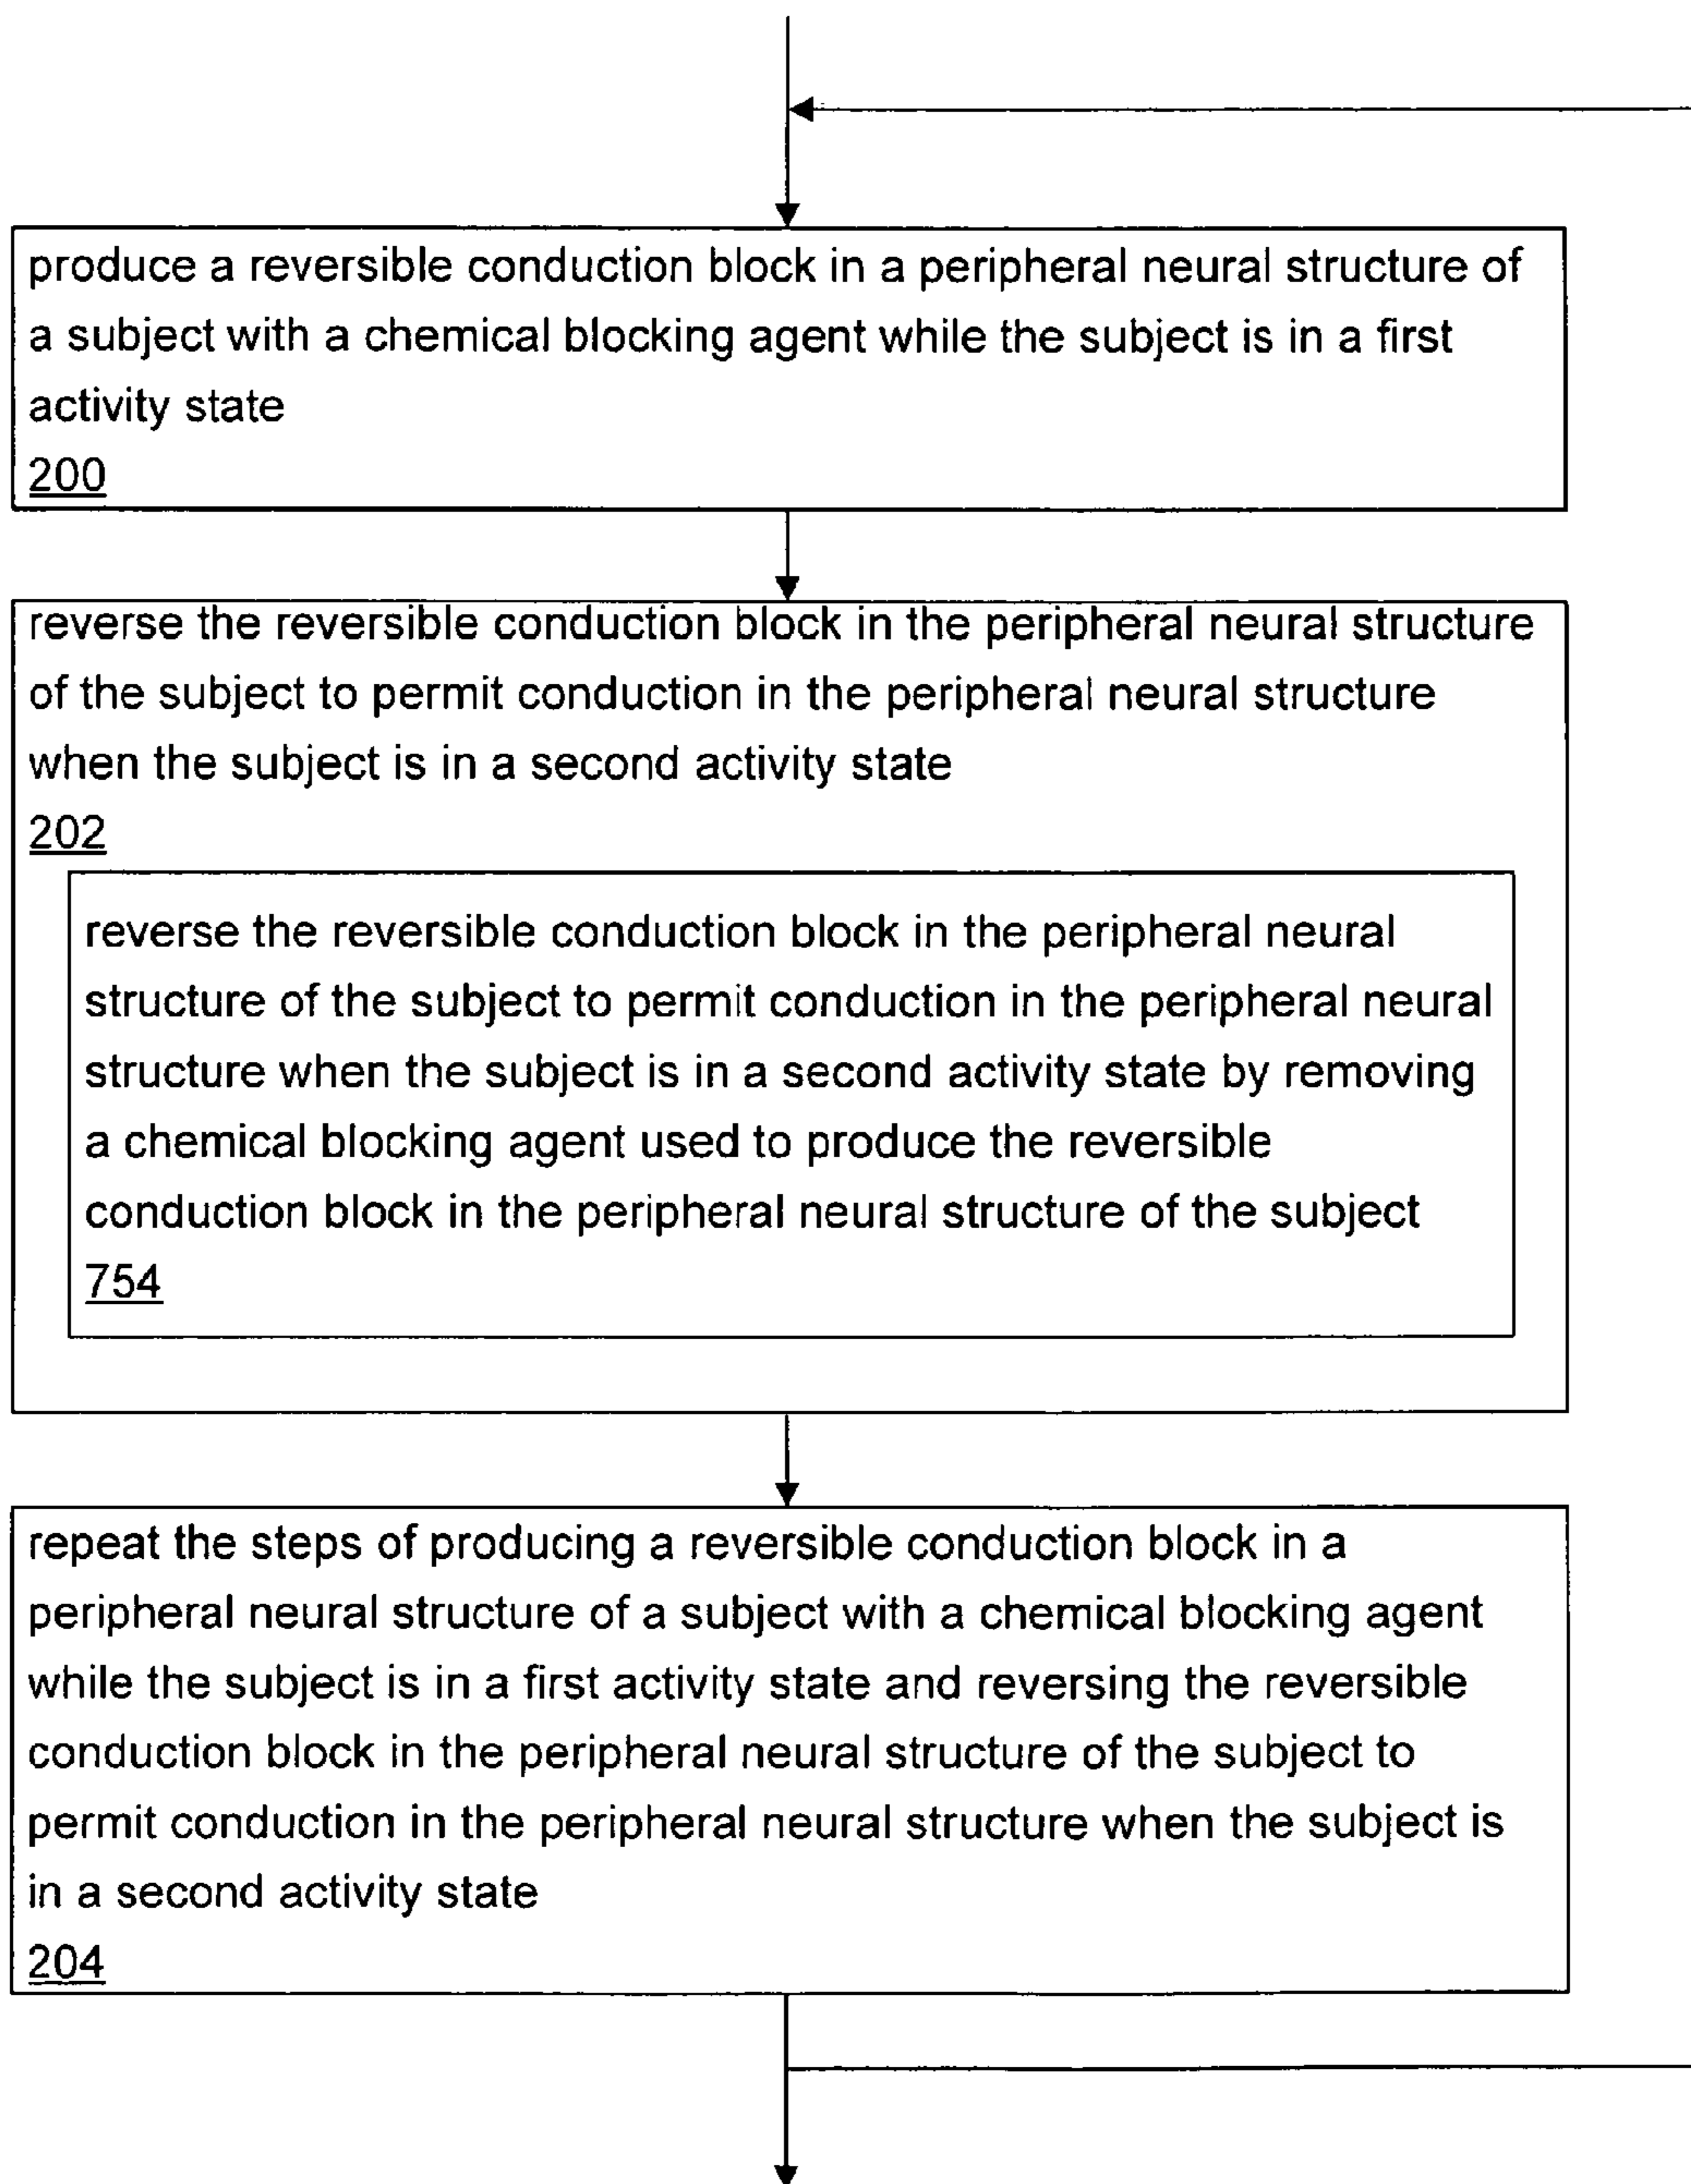 produce a reversible conduction block in a peripheral neural structure of
a subject with a chemical blocking agent while the subject is in a first
activity state
200
reverse the reversible conduction block in the peripheral neural structure
of the subject to permit conduction in the peripheral neural structure
when the subject is in a second activity state
202
reverse the reversible conduction block in the peripheral neural
structure of the subject to permit conduction in the peripheral neural
structure when the subject is in a second activity state by removing
a chemical blocking agent used to produce the reversible
conduction block in the peripheral neural structure of the subject
754
repeat the steps of producing a reversible conduction block in a
peripheral neural structure of a subject with a chemical blocking agent
while the subject is in a first activity state and reversing the reversible
conduction block in the peripheral neural structure of the subject to
permit conduction in the peripheral neural structure when the subject is
in a second activity state
204